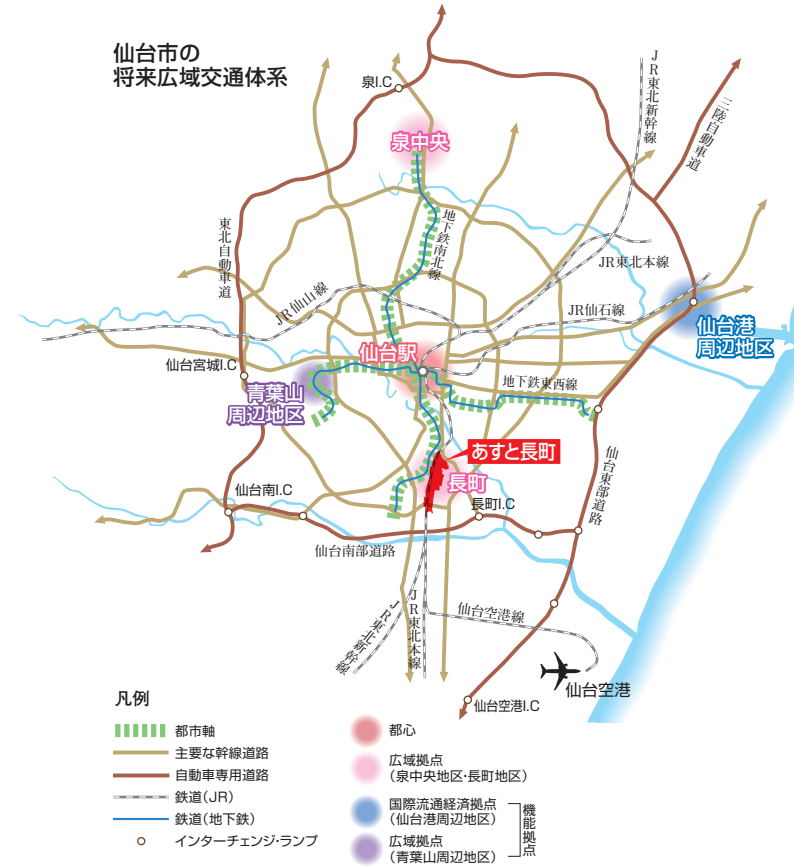 仙台市の
将来広域交通体系
泉I.C
JR東北新幹線
三陸自動車道
泉中央
地下鉄南北線
東北自動車道
JR東北本線
JR仙山線
JR仙石線
仙台港
周辺地区
仙台駅
仙台宮城I.C
地下鉄東西線
青葉山
周辺地区
あすと長町
長町
仙台東部道路
仙台南I.C
長町I.C
仙台南部道路
JR東北新幹線
JR東北本線
仙台空港線
仙台空港
仙台空港I.C
凡例
都市軸
主要な幹線道路
自動車専用道路
鉄道(JR)
鉄道(地下鉄)
インターチェンジ・ランプ
都心
広域拠点
(泉中央地区・長町地区)
国際流通経済拠点
(仙台港周辺地区)
広域拠点
(青葉山周辺地区)
機能拠点